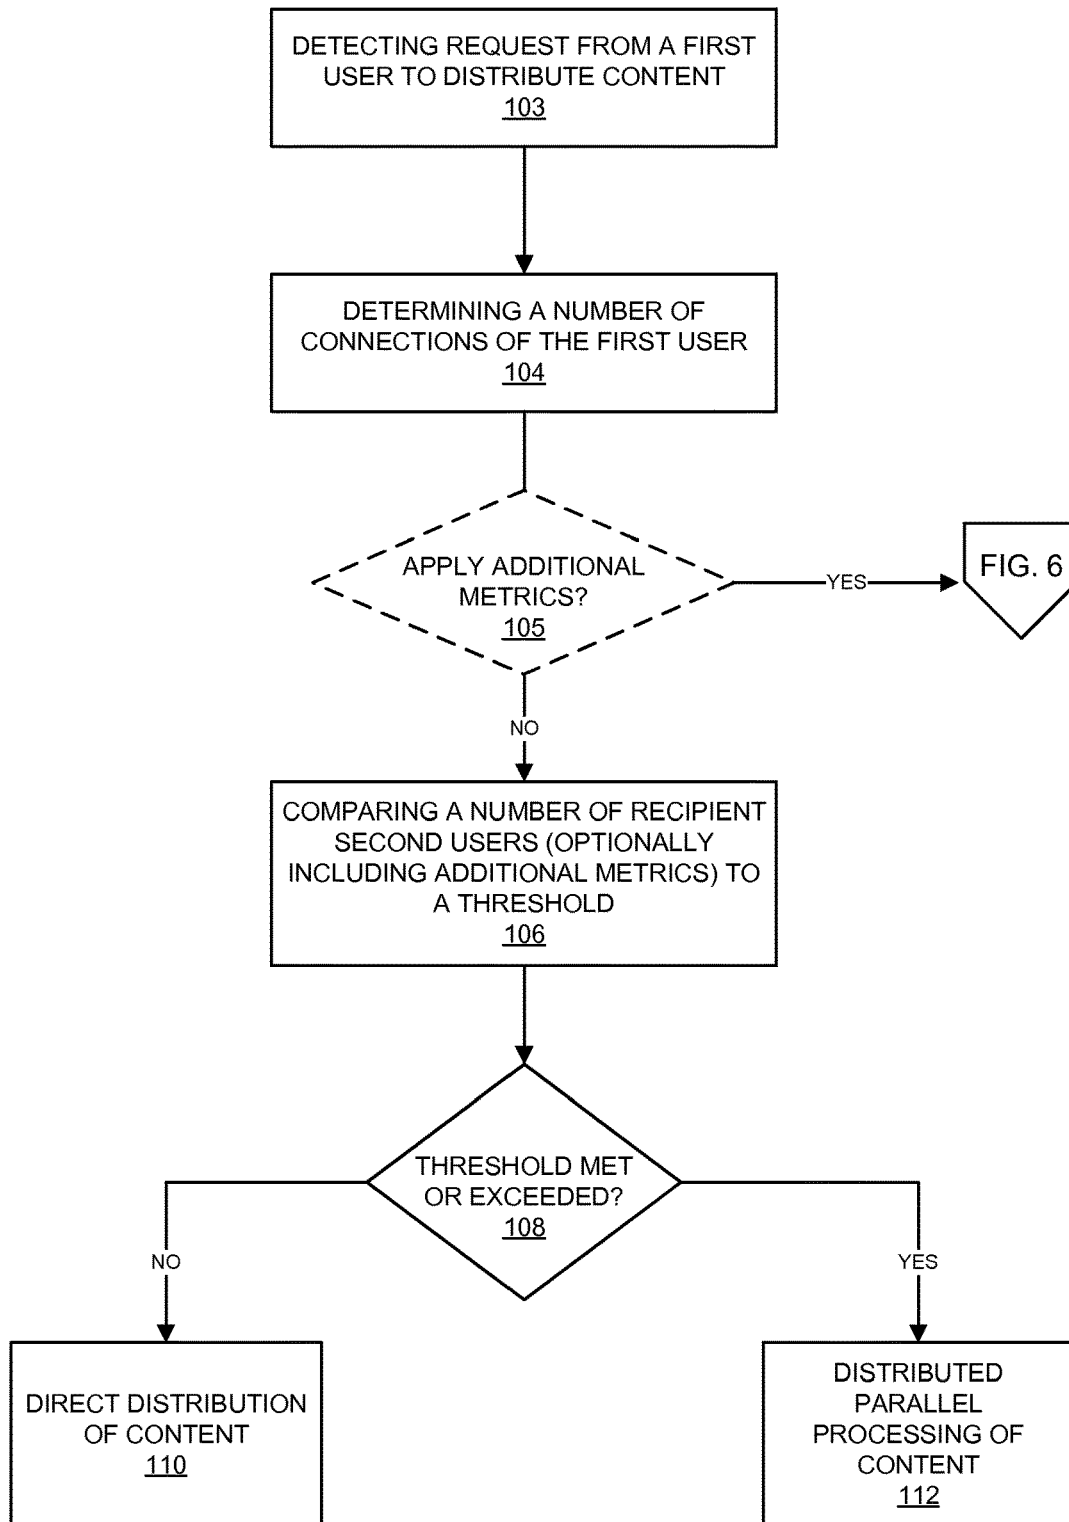 DETECTING REQUEST FROM A FIRST
USER TO DISTRIBUTE CONTENT
103
DETERMINING A NUMBER OF
CONNECTIONS OF THE FIRST USER
104
APPLY ADDITIONAL
METRICS?
105
YES
FIG. 6
NO
COMPARING A NUMBER OF RECIPIENT
SECOND USERS (OPTIONALLY
INCLUDING ADDITIONAL METRICS) TO
A THRESHOLD
106
THRESHOLD MET
OR EXCEEDED?
108
NO
YES
DIRECT DISTRIBUTION
OF CONTENT
110
DISTRIBUTED
PARALLEL
PROCESSING OF
CONTENT
112